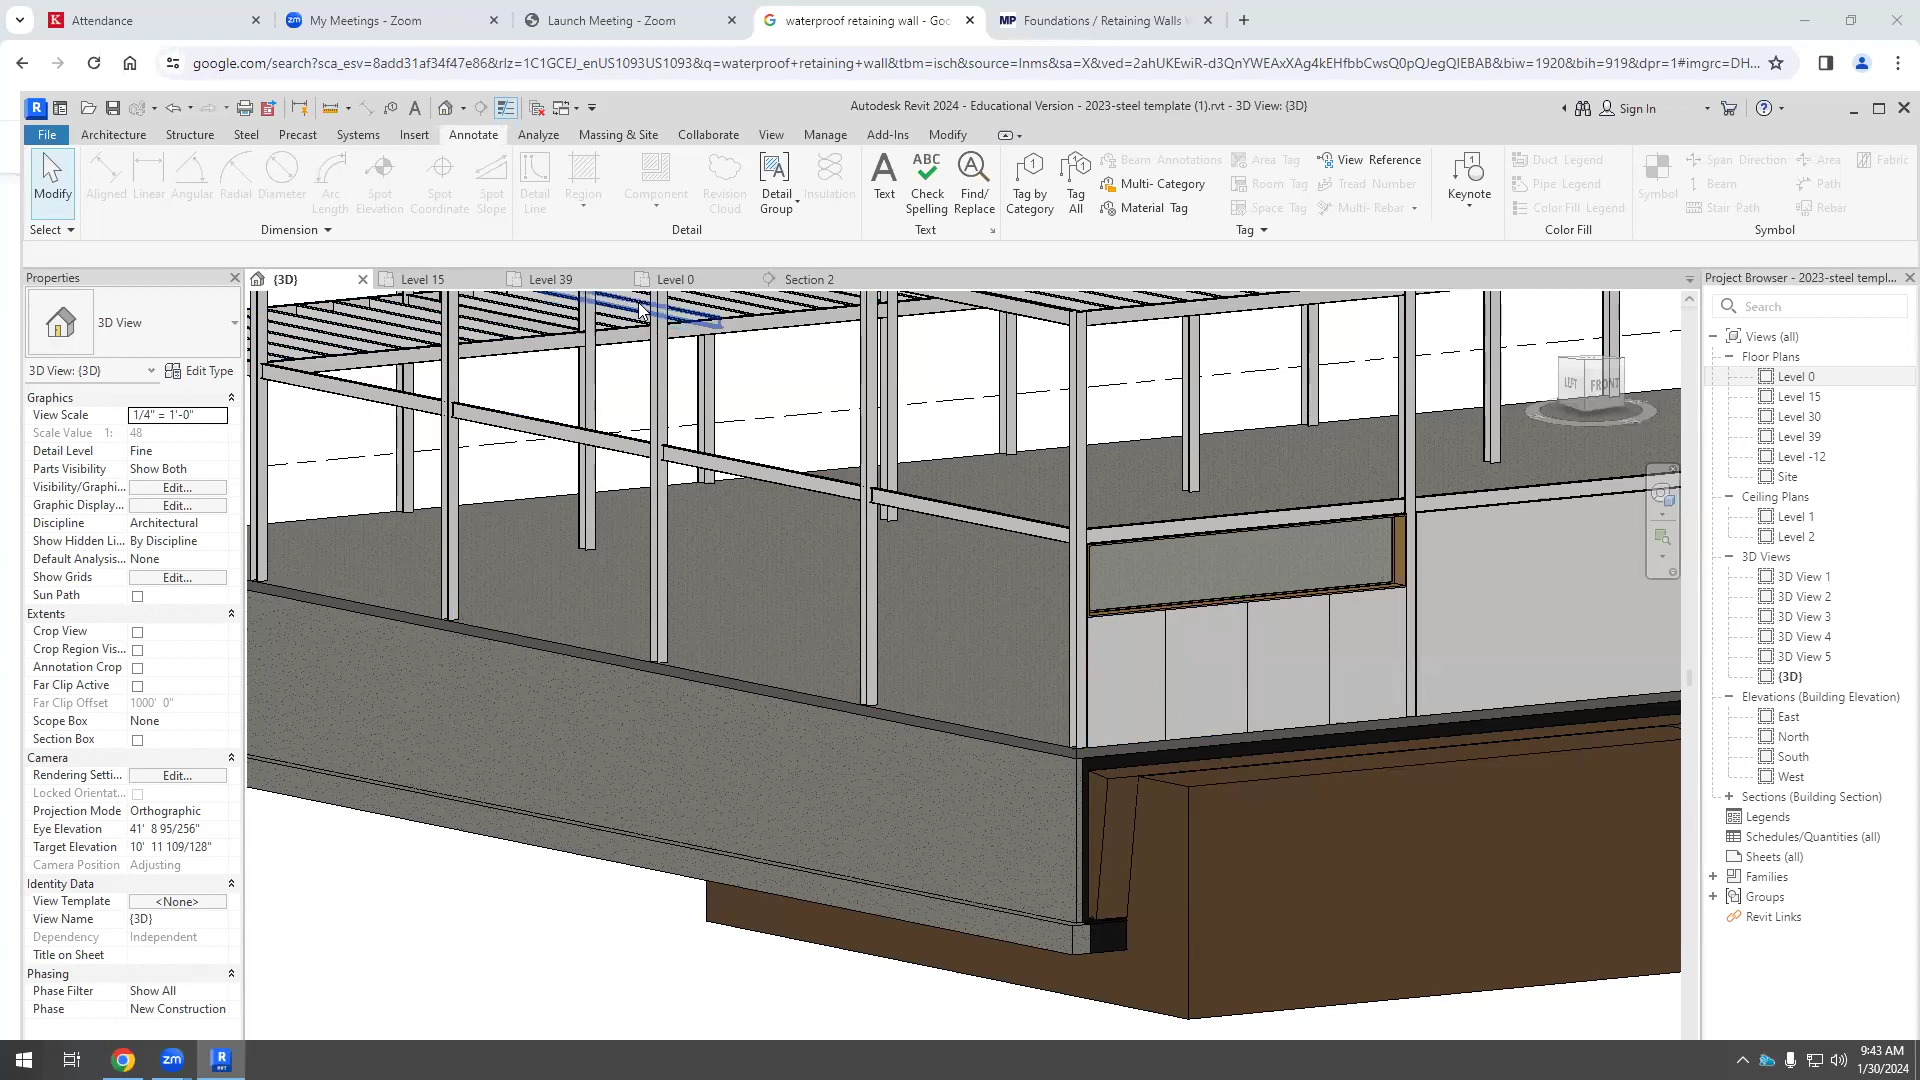 Attendance
My Meetings - Zoom
Launch Meeting - Zoom
waterproof retaining wall - Goo
Foundations / Retaining Walls W
google.com/search?sca_esv=8add31af34f47e86&rlz=1C1GCEJ_enUS1093US1093&q=waterproof+retaining+wall&tbm=isch&source=lnms&sa=X&ved=2ahUKEwiR-d3QnYWEAxXAg4kEHfbbCwsQ0pQJegQIEBAB&biw=1920&bih=919&dpr=1#imgrc=DH...
Autodesk Revit 2024 - Educational Version - 2023-steel template (1).rvt - 3D View: {3D}
Sign In
File Architecture Structure Steel Precast Systems Insert Annotate Analyze Massing & Site Collaborate View Manage Add-Ins Modify
Modify
Aligned Linear Angular Radial Diameter Arc Length Spot Elevation Spot Coordinate Spot Slope
Detail Line Region Component Revision Cloud Detail Group Insulation
Text ABC Check Spelling Find/ Replace
Tag by Category Tag All
Beam Annotations Area Tag View Reference
Multi- Category Room Tag Tread Number
Material Tag Space Tag Multi- Rebar
Keynote
Duct Legend
Pipe Legend
Color Fill Legend
Symbol Span Direction Area Fabric
Beam Path
Stair Path Rebar
Select Dimension Detail Text Tag Color Fill Symbol
Properties
3D View
3D View: {3D} Edit Type
Graphics
View Scale 1/4" = 1'-0"
Scale Value 1: 48
Detail Level Fine
Parts Visibility Show Both
Visibility/Graphi... Edit...
Graphic Display... Edit...
Discipline Architectural
Show Hidden Li... By Discipline
Default Analysis... None
Show Grids Edit...
Sun Path
Extents
Crop View
Crop Region Vis...
Annotation Crop
Far Clip Active
Far Clip Offset 1000' 0"
Scope Box None
Section Box
Camera
Rendering Setti... Edit...
Locked Orientat...
Projection Mode Orthographic
Eye Elevation 41' 8 95/256"
Target Elevation 10' 11 109/128"
Camera Position Adjusting
Identity Data
View Template <None>
View Name {3D}
Dependency Independent
Title on Sheet
Phasing
Phase Filter Show All
Phase New Construction
{3D} Level 15 Level 39 Level 0 Section 2
LEFT FRONT
Project Browser - 2023-steel templ...
Search
Views (all)
Floor Plans
Level 0
Level 15
Level 30
Level 39
Level -12
Site
Ceiling Plans
Level 1
Level 2
3D Views
3D View 1
3D View 2
3D View 3
3D View 4
3D View 5
{3D}
Elevations (Building Elevation)
East
North
South
West
Sections (Building Section)
Legends
Schedules/Quantities (all)
Sheets (all)
Families
Groups
Revit Links
9:43 AM
1/30/2024